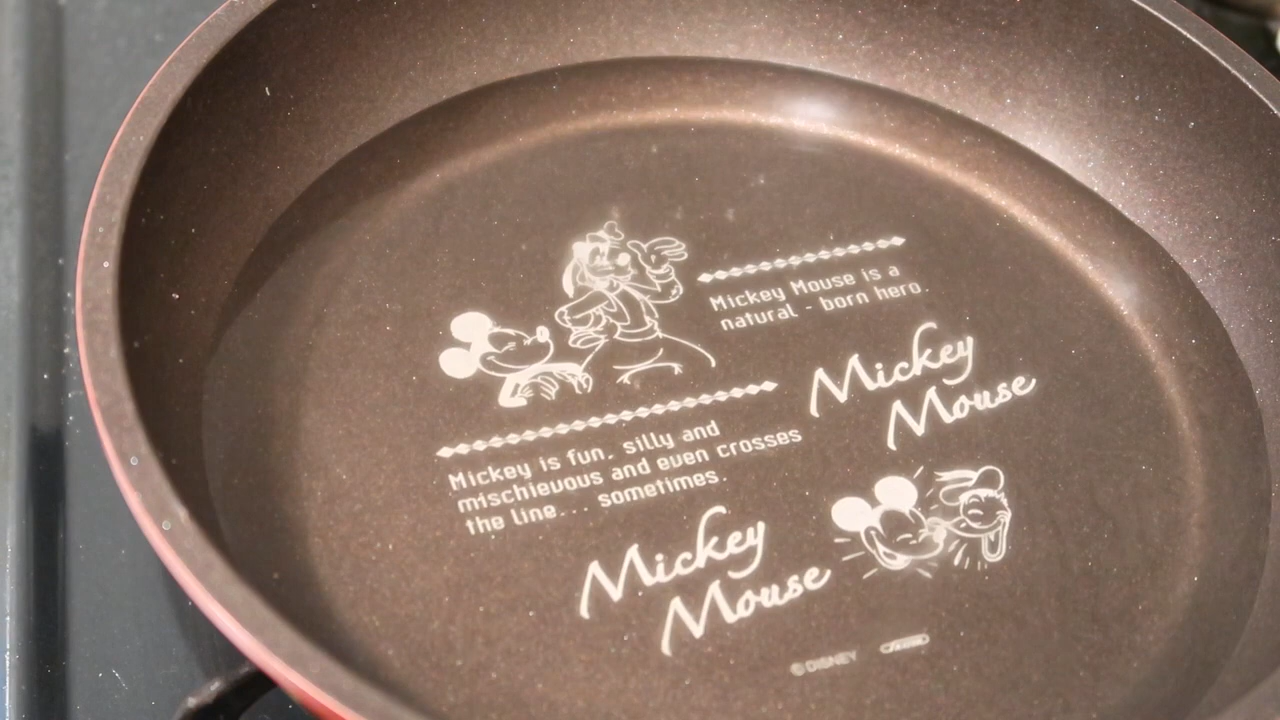 Mickey Mouse is a
natural - born hero.
Mickey
Mouse
Mickey is fun, silly and
mischievous and even crosses
the line... sometimes.
Mickey
Mouse
©DISNEY